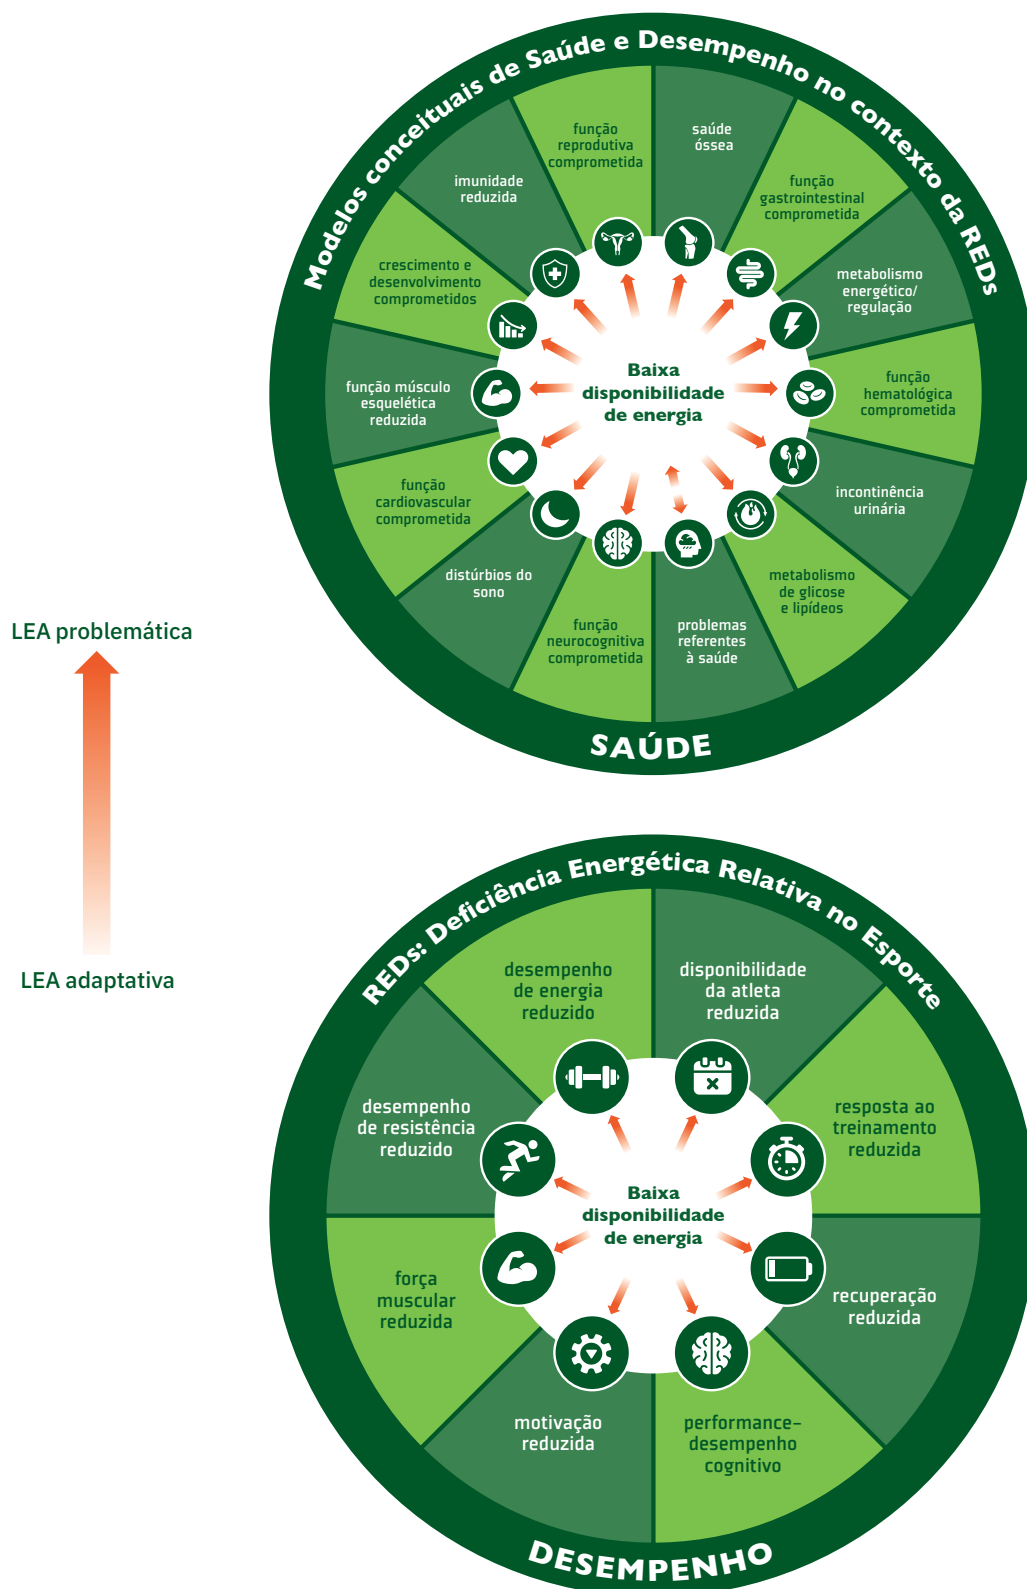 Modelos conceituais de Saúde e Desempenho no contexto da REDs
função
reprodutiva
comprometida
saúde
óssea
função
gastrointestinal
comprometida
metabolismo
energético/
regulação
função
hematológica
comprometida
incontinência
urinária
metabolismo
de glicose
e lipídeos
problemas
referentes
à saúde
função
neurocognitiva
comprometida
distúrbios do
sono
função
cardiovascular
comprometida
função músculo
esquelética
reduzida
crescimento e
desenvolvimento
comprometidos
imunidade
reduzida
Baixa
disponibilidade
de energia
SAÚDE
LEA problemática
LEA adaptativa
REDs: Deficiência Energética Relativa no Esporte
desempenho
de energia
reduzido
disponibilidade
da atleta
reduzida
resposta ao
treinamento
reduzida
recuperação
reduzida
performance–
desempenho
cognitivo
motivação
reduzida
força
muscular
reduzida
desempenho
de resistência
reduzido
Baixa
disponibilidade
de energia
DESEMPENHO